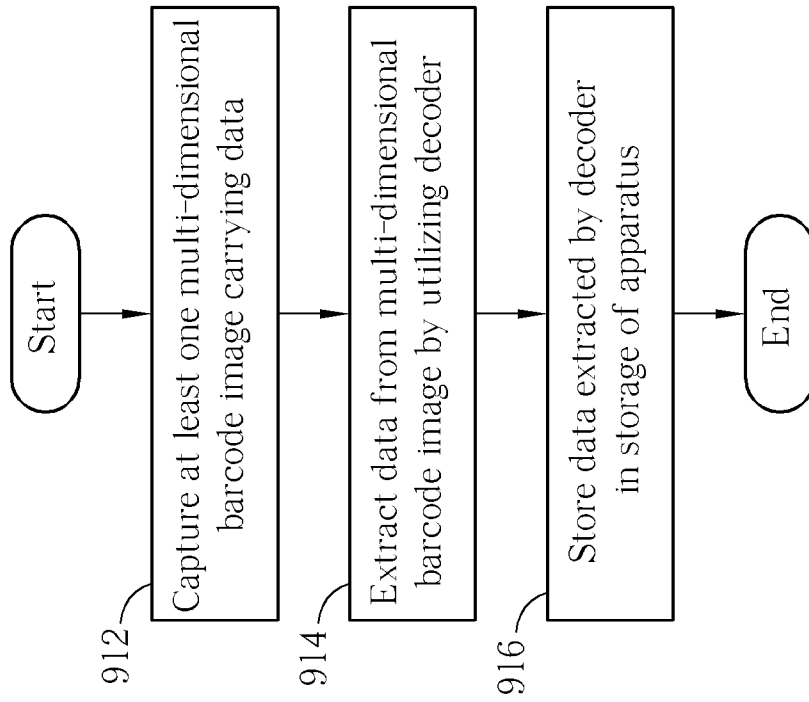 Start
912
Capture at least one multi-dimensional
barcode image carrying data
914
Extract data from multi-dimensional
barcode image by utilizing decoder
916
Store data extracted by decoder
in storage of apparatus
End